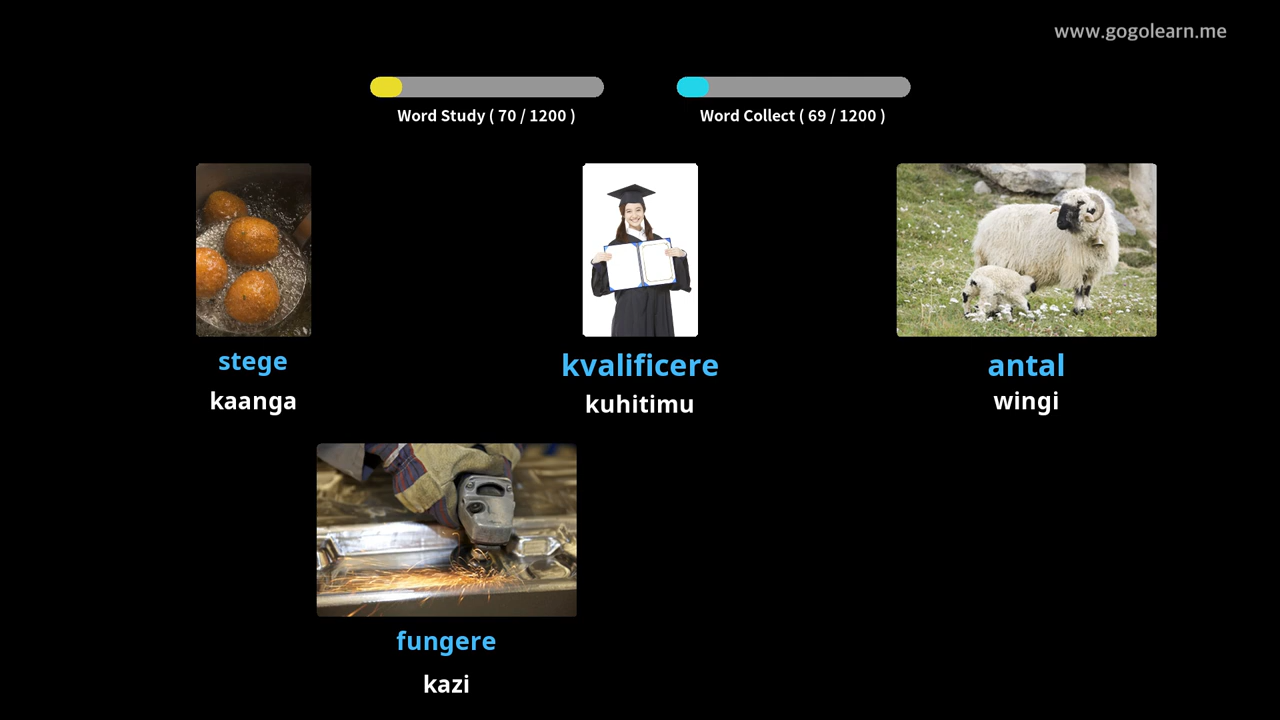 www.gogolearn.me
Word Study ( 70 / 1200 )
Word Collect ( 69 / 1200 )
stege
kaanga
kvalificere
kuhitimu
antal
wingi
fungere
kazi